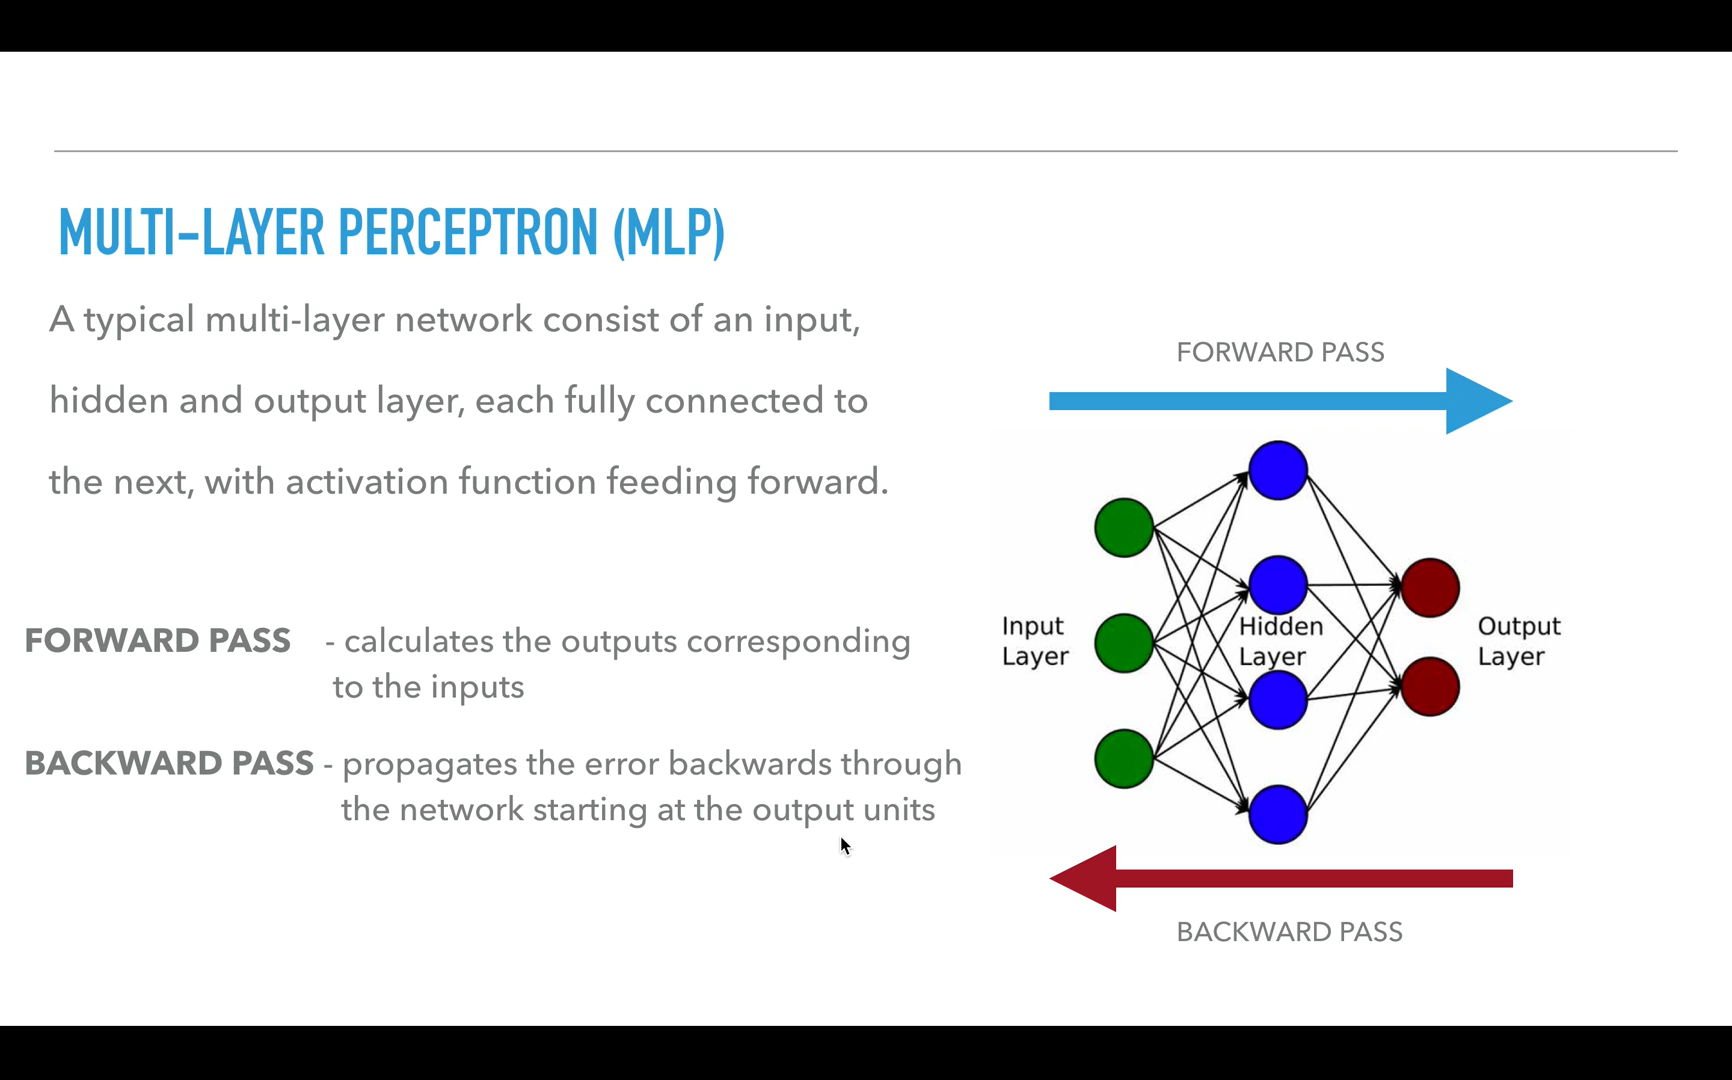 MULTI-LAYER PERCEPTRON (MLP)
A typical multi-layer network consist of an input,
hidden and output layer, each fully connected to
the next, with activation function feeding forward.
FORWARD PASS - calculates the outputs corresponding
to the inputs
BACKWARD PASS - propagates the error backwards through
the network starting at the output units
FORWARD PASS
Input
Layer
Hidden
Layer
Output
Layer
BACKWARD PASS